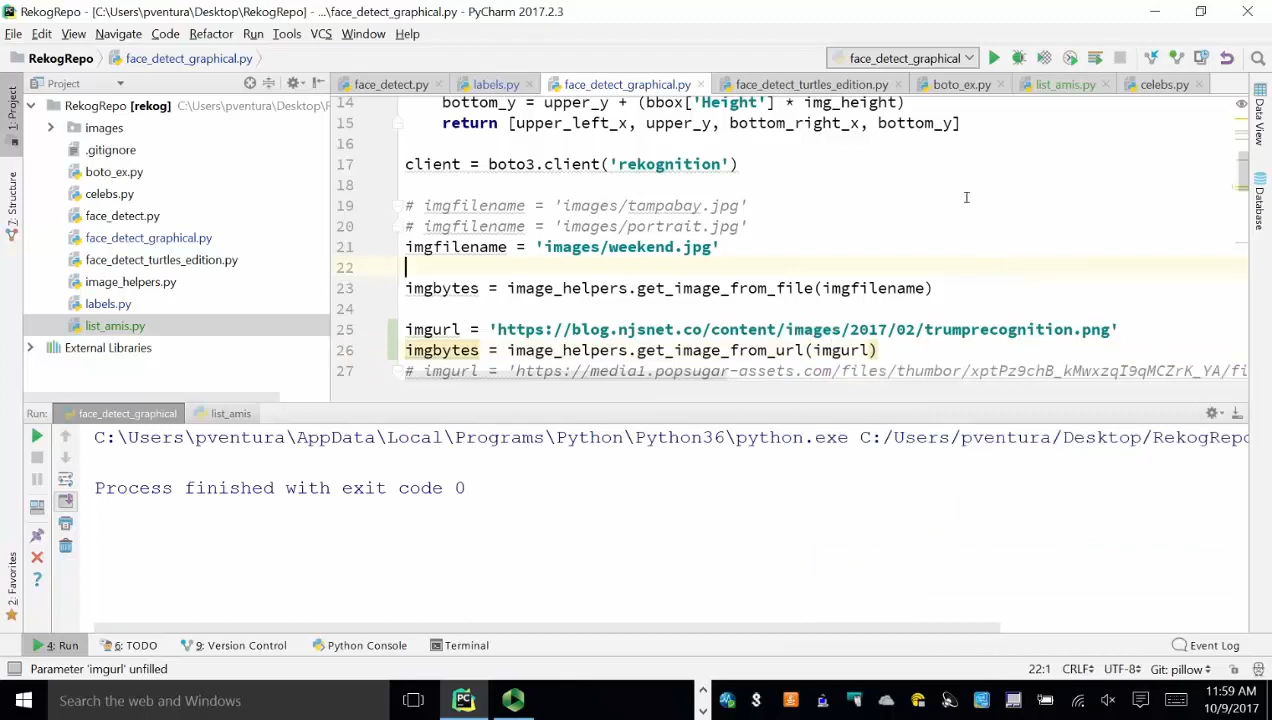 RekogRepo - [C:\Users\pventura\Desktop\RekogRepo] - ...\face_detect_graphical.py - PyCharm 2017.2.3
File Edit View Navigate Code Refactor Run Tools VCS Window Help
RekogRepo face_detect_graphical.py face_detect_graphical
Project face_detect.py labels.py face_detect_graphical.py face_detect_turtles_edition.py boto_ex.py list_amis.py celebs.py
1: Project
7: Structure
2: Favorites
Data View
Database
RekogRepo [rekog] C:\Users\pventura\Desktop\F
images
.gitignore
boto_ex.py
celebs.py
face_detect.py
face_detect_graphical.py
face_detect_turtles_edition.py
image_helpers.py
labels.py
list_amis.py
External Libraries
14 bottom_y = upper_y + (bbox['Height'] * img_height)
15 return [upper_left_x, upper_y, bottom_right_x, bottom_y]
16
17 client = boto3.client('rekognition')
18
19 # imgfilename = 'images/tampabay.jpg'
20 # imgfilename = 'images/portrait.jpg'
21 imgfilename = 'images/weekend.jpg'
22
23 imgbytes = image_helpers.get_image_from_file(imgfilename)
24
25 imgurl = 'https://blog.njsnet.co/content/images/2017/02/trumprecognition.png'
26 imgbytes = image_helpers.get_image_from_url(imgurl)
27 # imgurl = 'https://media1.popsugar-assets.com/files/thumbor/xptPz9chB_kMwxzqI9qMCZrK_YA/fi
Run: face_detect_graphical list_amis
C:\Users\pventura\AppData\Local\Programs\Python\Python36\python.exe C:/Users/pventura/Desktop/RekogRepo
Process finished with exit code 0
4: Run 6: TODO 9: Version Control Python Console Terminal Event Log
Parameter 'imgurl' unfilled 22:1 CRLF UTF-8 Git: pillow
Search the web and Windows
11:59 AM
10/9/2017